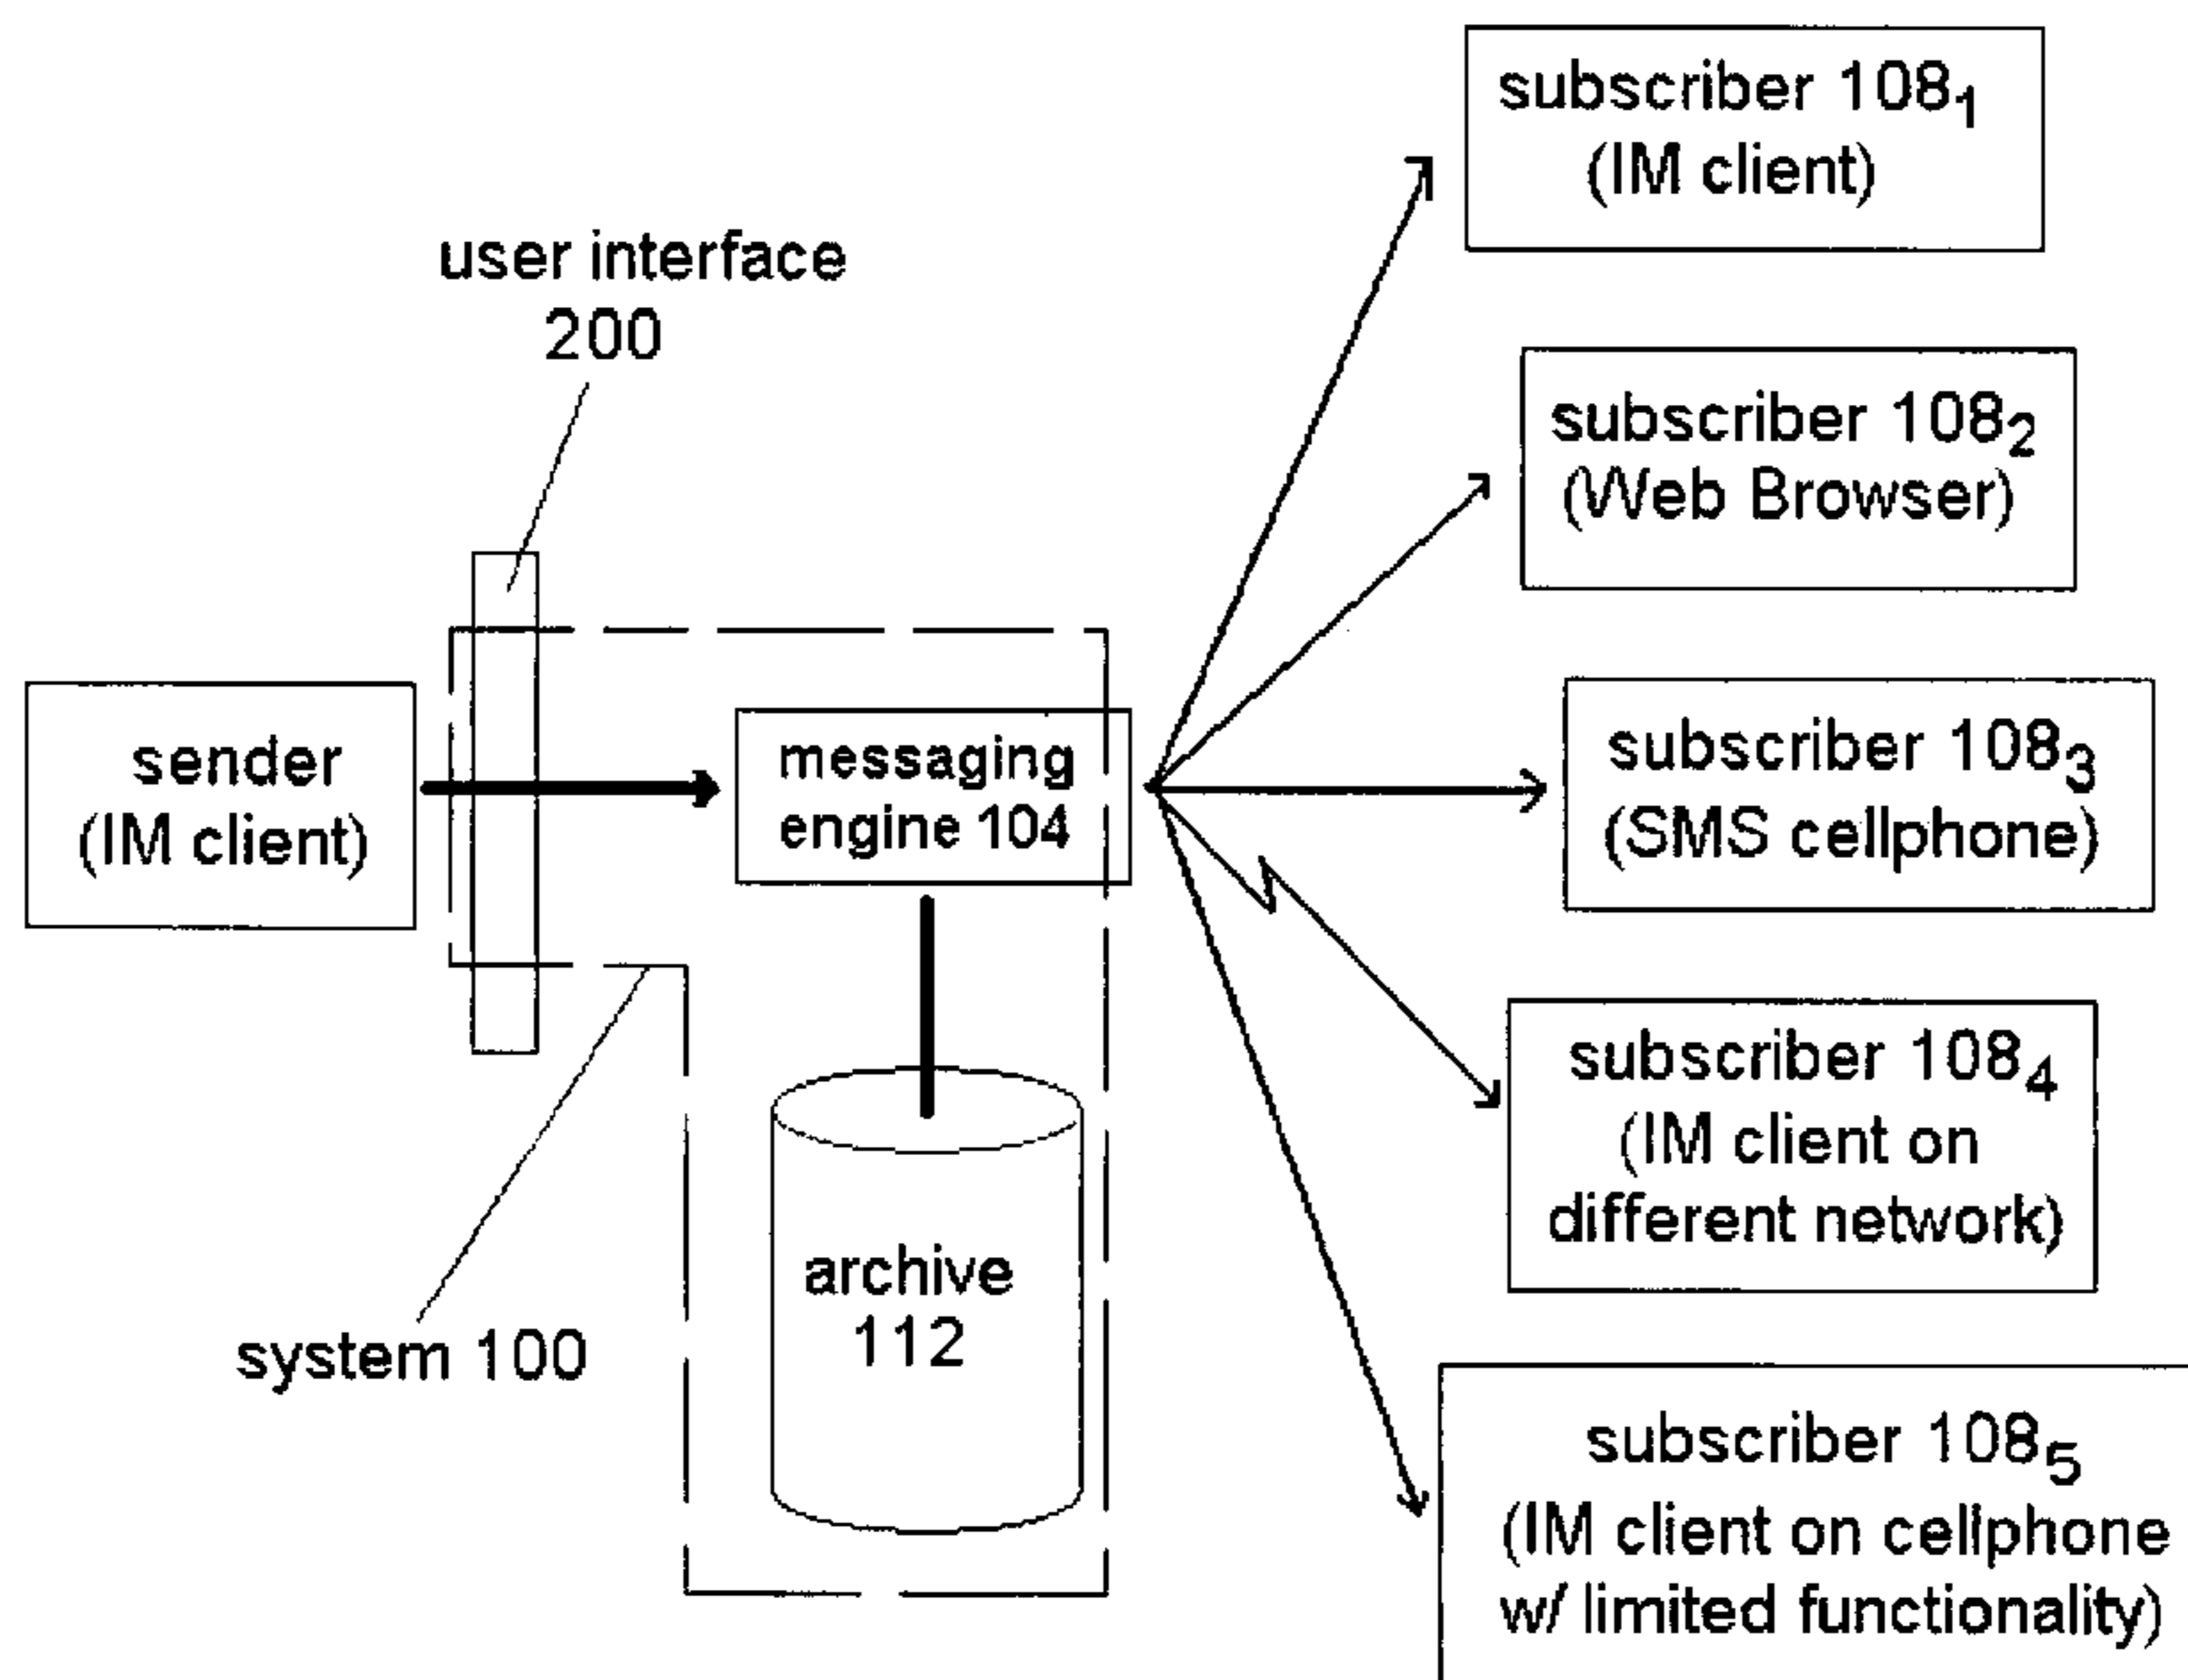 user interface
200
sender
(IM client)
messaging
engine 104
archive
112
system 100
subscriber 108₁
(IM client)
subscriber 108₂
(Web Browser)
subscriber 108₃
(SMS cellphone)
subscriber 108₄
(IM client on
different network)
subscriber 108₅
(IM client on cellphone
w/ limited functionality)